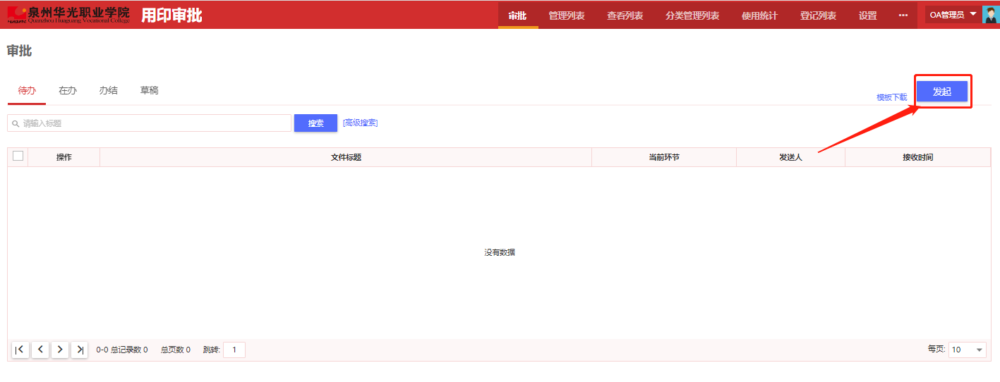 泉州华光职业学院
Quanzhou Huaguang Vocational College
用印审批
审批 管理列表 查看列表 分类管理列表 使用统计 登记列表 设置 ··· OA管理员
审批
待办 在办 办结 草稿
模板下载 发起
请输入标题 搜索 [高级搜索]
操作 文件标题 当前环节 发送人 接收时间
没有数据
0-0 总记录数 0 总页数 0 跳转: 1 每页: 10